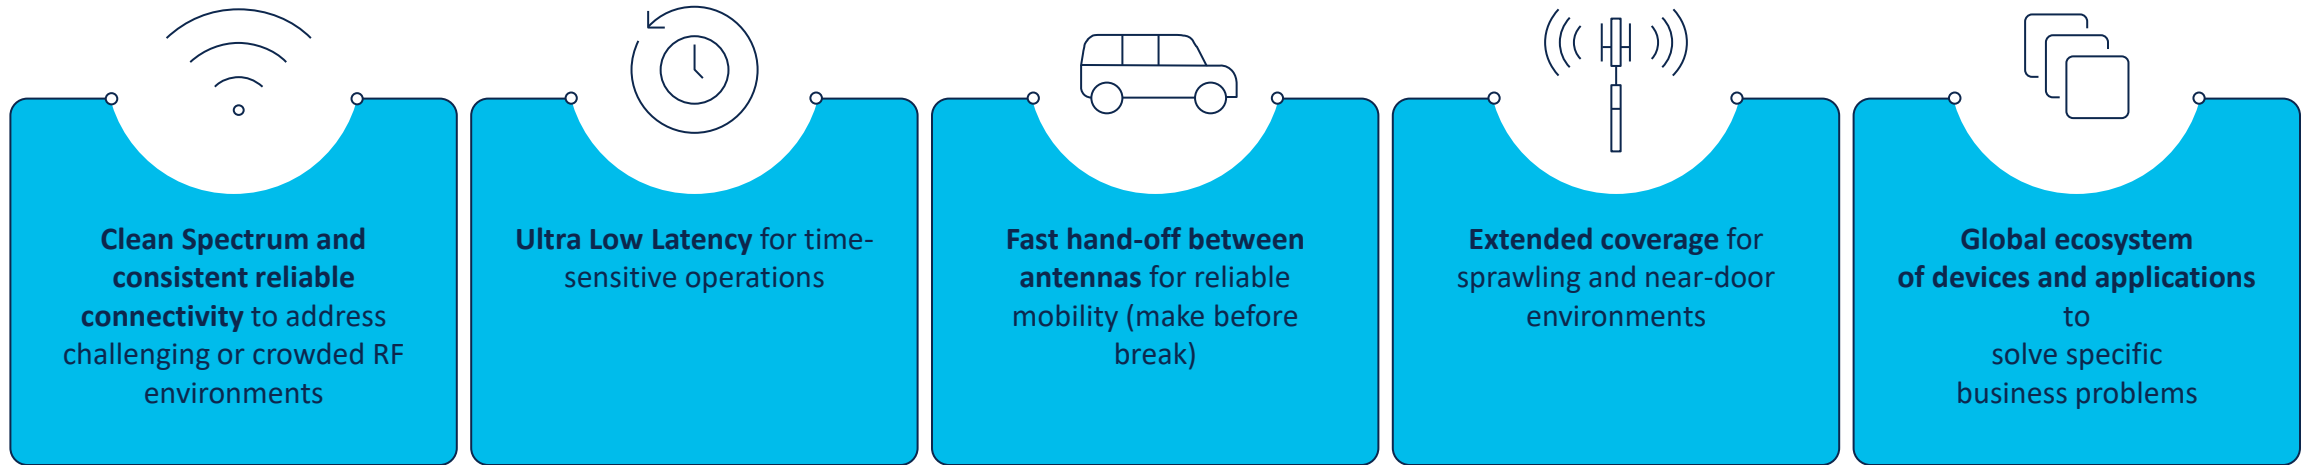 Clean Spectrum and
consistent reliable
connectivity to address
challenging or crowded RF
environments
Ultra Low Latency for time-
sensitive operations
Fast hand-off between
antennas for reliable
mobility (make before
break)
Extended coverage for
sprawling and near-door
environments
Global ecosystem
of devices and applications
to
solve specific
business problems